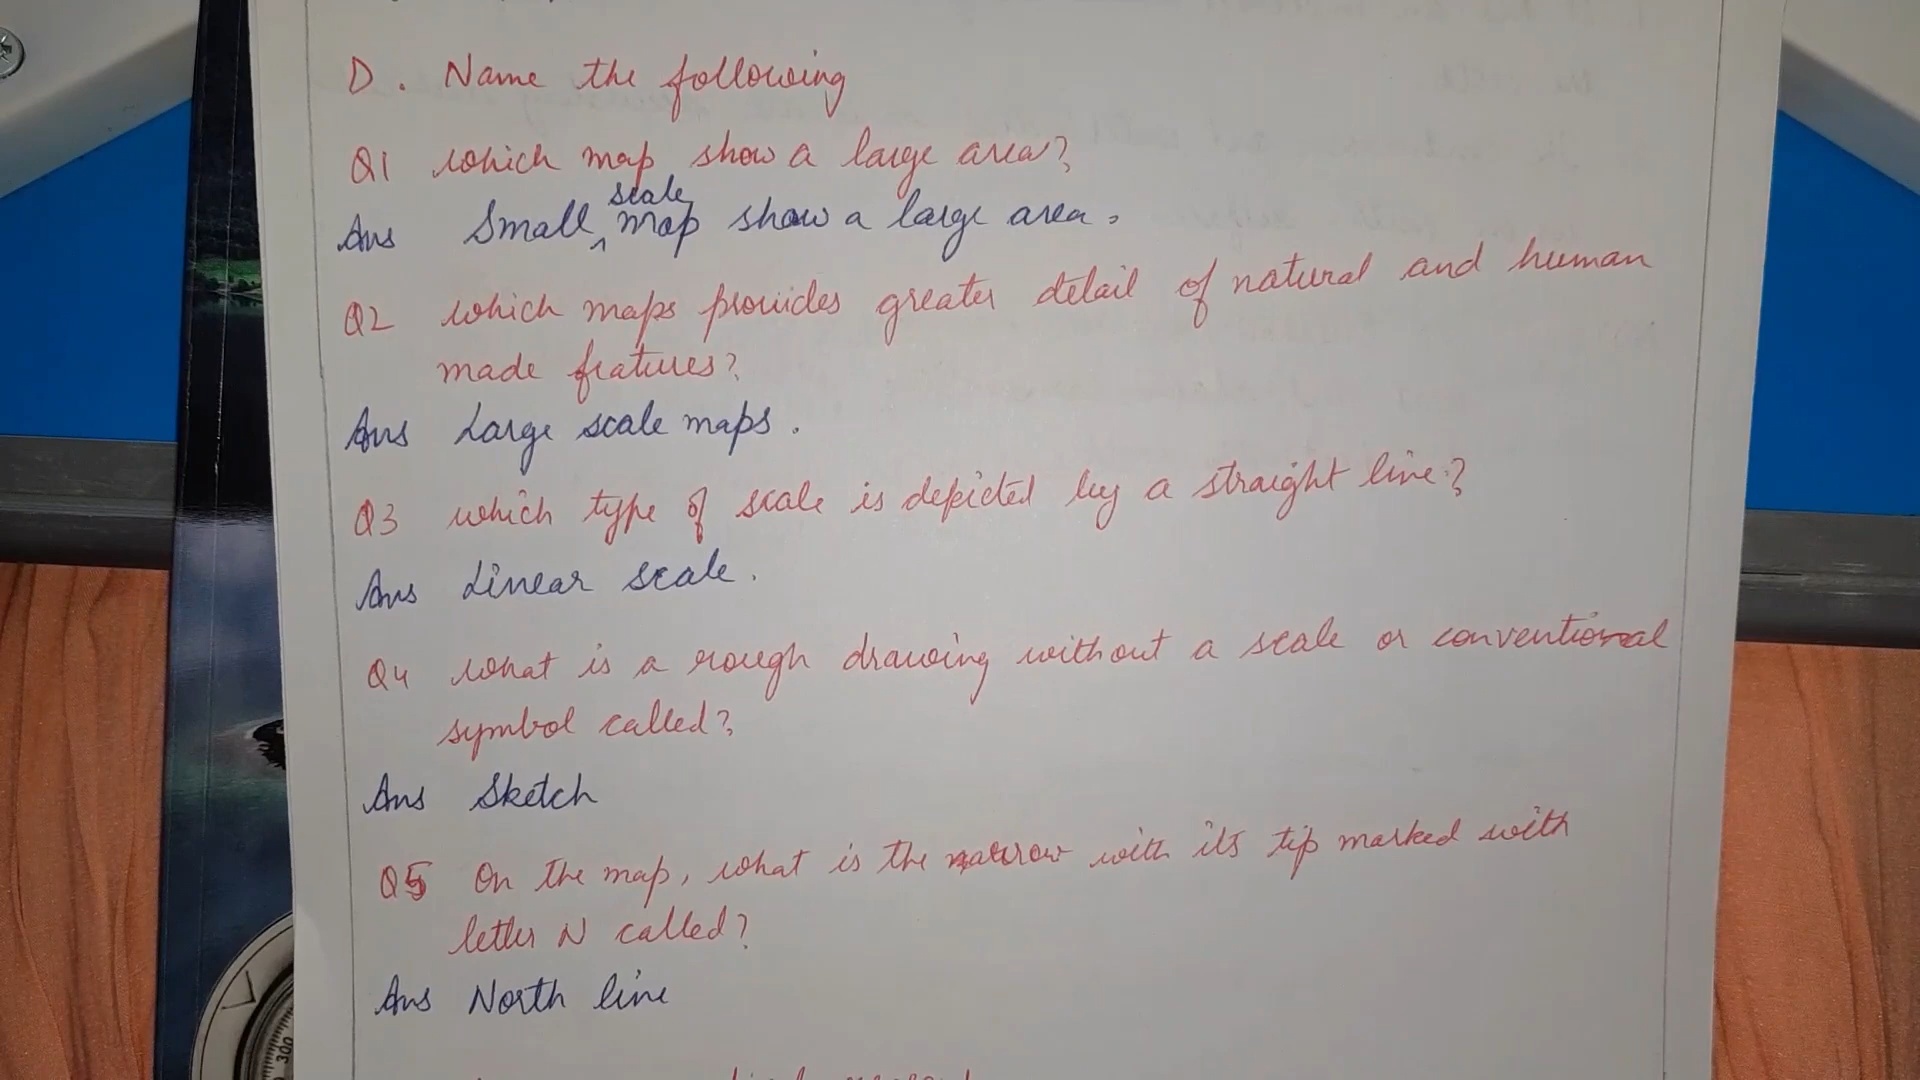 D. Name the following
Q1 which map show a large area?
Ans Small scale map show a large area.
Q2 which maps provides greater detail of natural and human
made features?
Ans Large scale maps.
Q3 which type of scale is depicted by a straight line?
Ans Linear scale.
Q4 what is a rough drawing without a scale or conventional
symbol called?
Ans Sketch
Q5 On the map, what is the arrow with its tip marked with
letter N called?
Ans North line
300